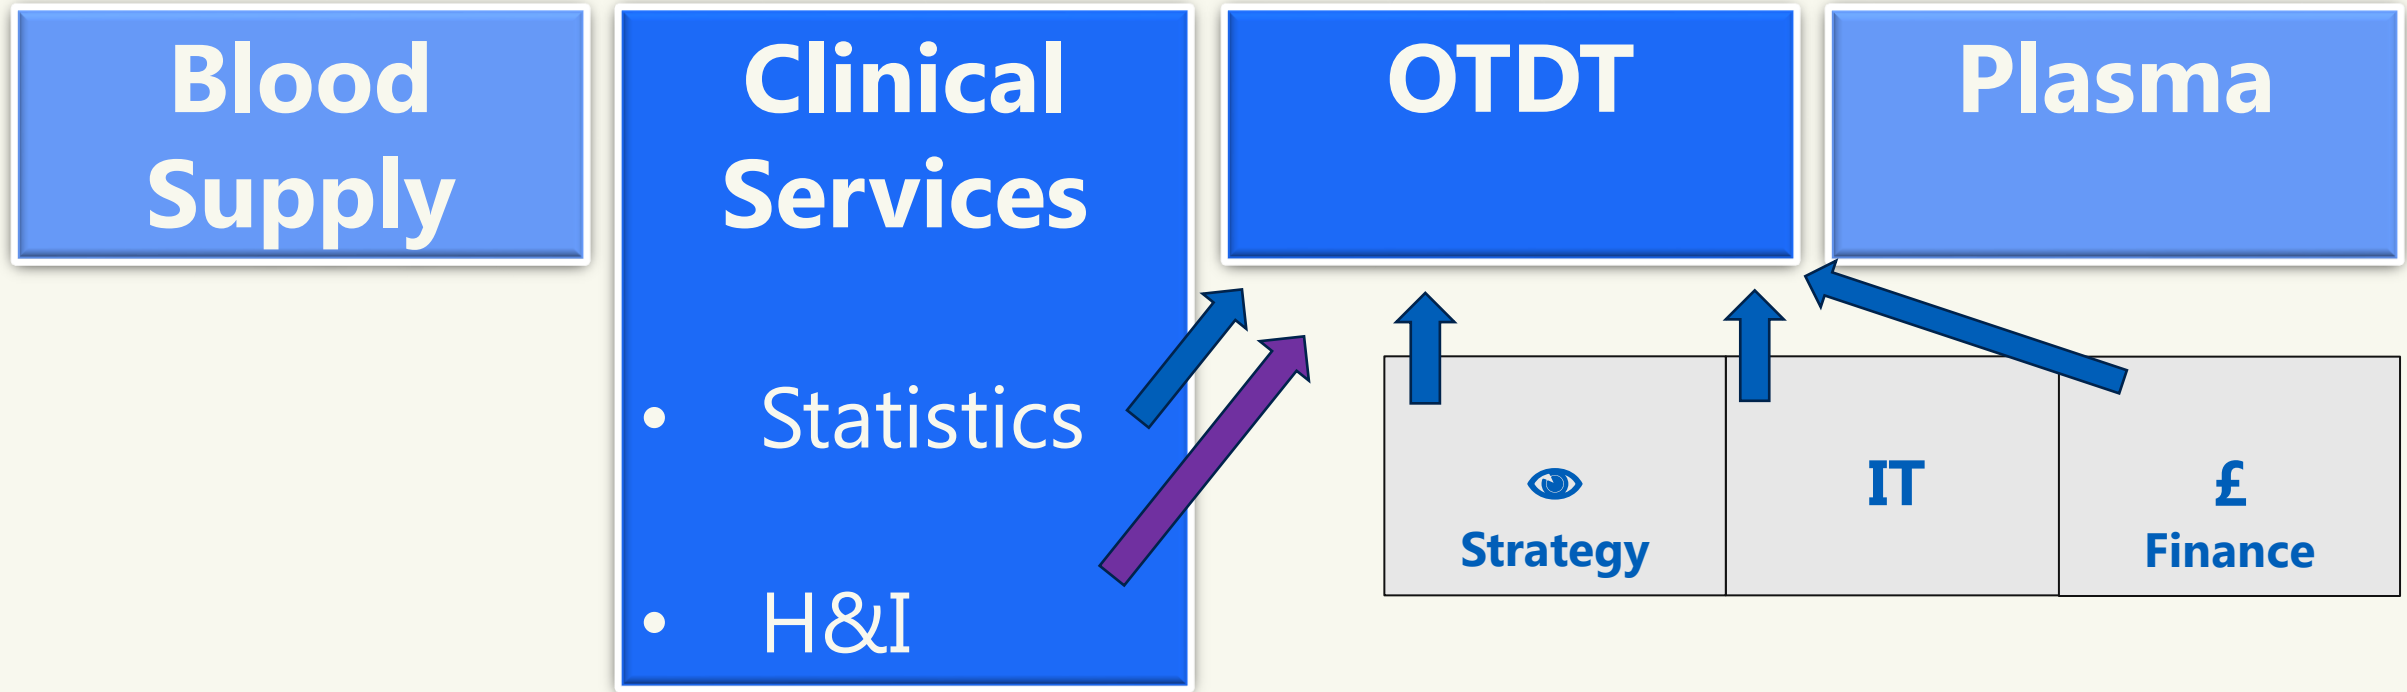 Blood
Supply
Clinical
Services
• Statistics
• H&I
OTDT
Plasma
Strategy
IT
£
Finance